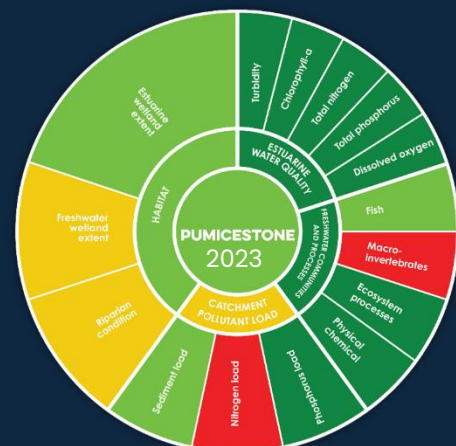 PUMICESTONE
2023
HABITAT
ESTUARINE
WATER QUALITY
FRESHWATER COMMUNITIES
AND PROCESSES
CATCHMENT
POLLUTANT LOAD
Estuarine
wetland
extent
Turbidity
Chlorophyll-a
Total nitrogen
Total phosphorus
Dissolved oxygen
Fish
Macro-
invertebrates
Ecosystem
processes
Physical
chemical
Phosphorus load
Nitrogen load
Sediment load
Riparian
condition
Freshwater
wetland
extent